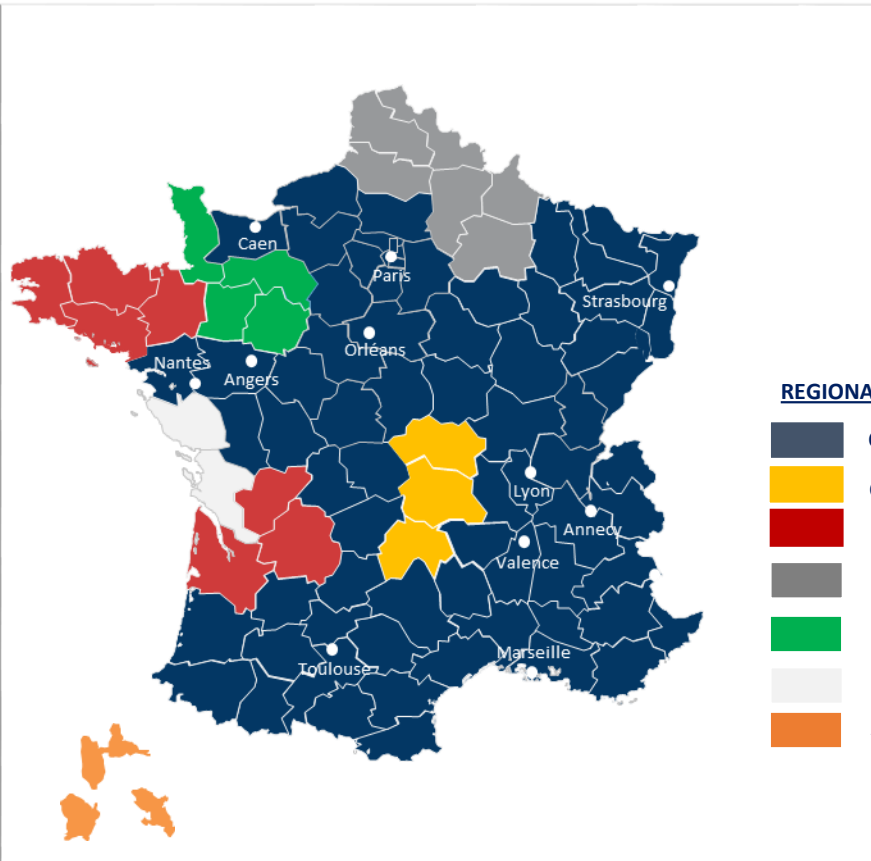 Caen
Paris
Strasbourg
Orléans
Nantes
Angers
REGIONA
Lyon
Annecy
Valence
Marseille
Toulouse